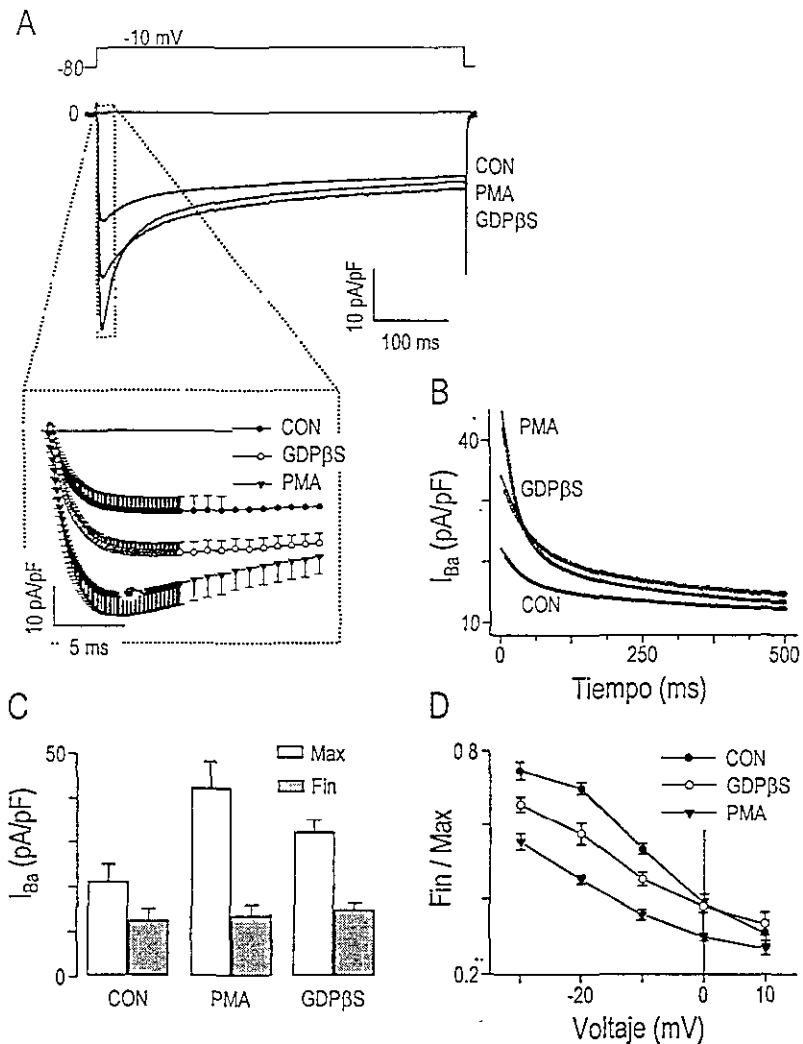 A
-10 mV
-80
0
CON
PMA
GDPβS
10 pA/pF
100 ms
CON
GDPβS
PMA
10 pA/pF
5 ms
B
PMA
GDPβS
CON
I_Ba (pA/pF)
40
10
0
250
500
Tiempo (ms)
C
Max
Fin
I_Ba (pA/pF)
50
0
CON
PMA
GDPβS
D
CON
GDPβS
PMA
Fin / Max
0 8
0.2
-20
0
10
Voltaje (mV)